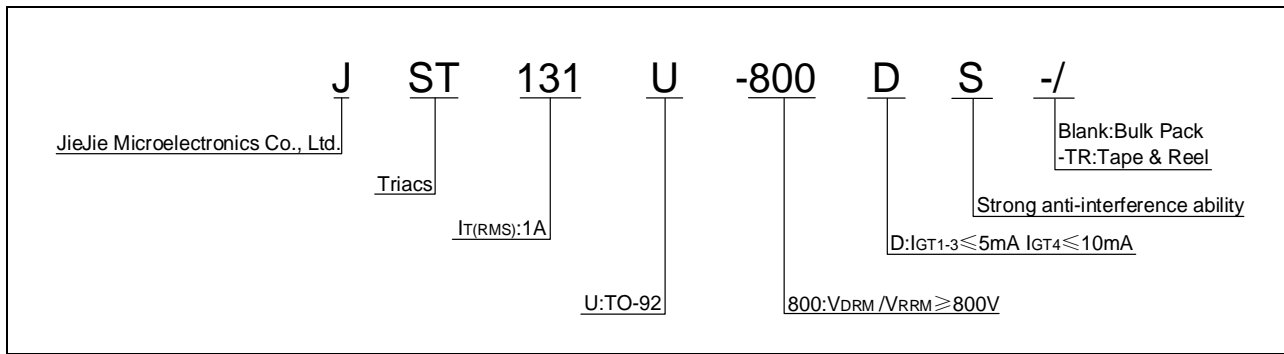 J ST 131 U -800 D S -/
JieJie Microelectronics Co., Ltd.
Blank:Bulk Pack
-TR:Tape & Reel
Triacs
Strong anti-interference ability
IT(RMS):1A
D:IGT1-3≤5mA IGT4≤10mA
U:TO-92
800:VDRM /VRRM≥800V